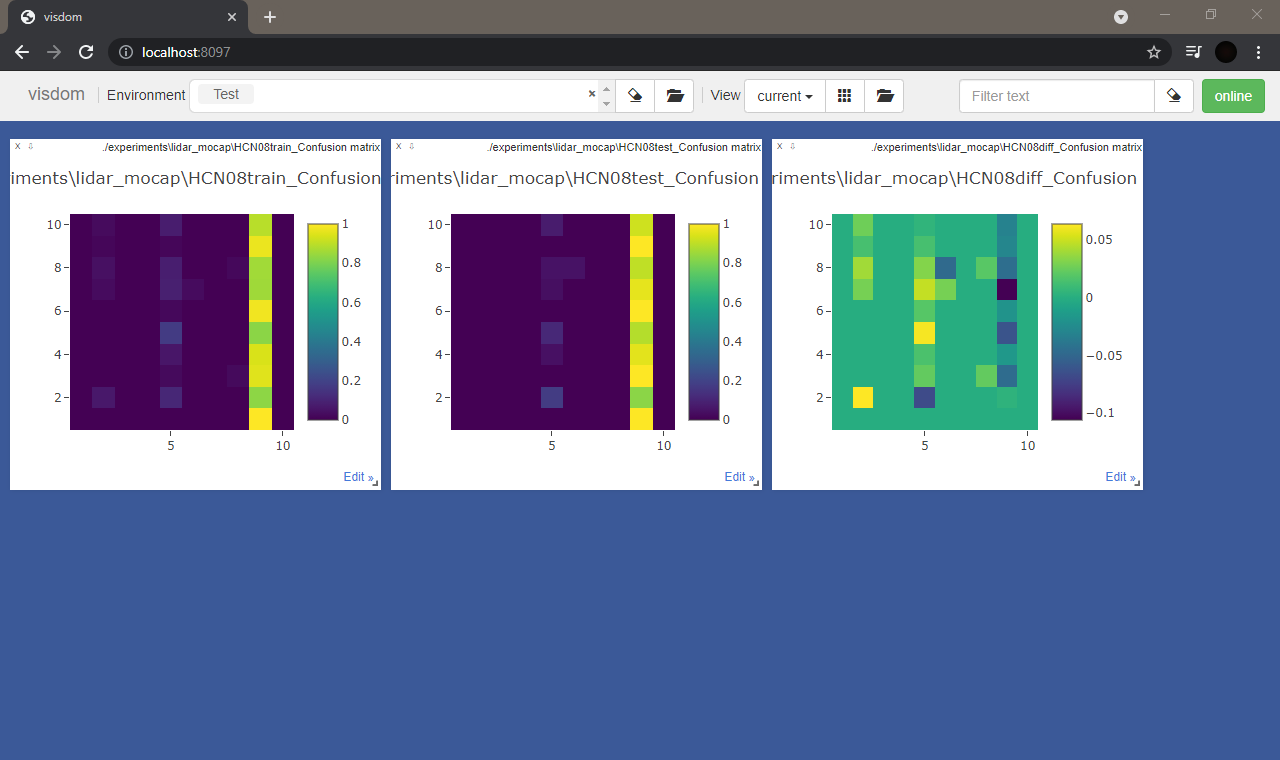 visdom
localhost:8097
visdom Environment Test × View current Filter text online
X ⇩ ./experiments\lidar_mocap\HCN08train_Confusion matrix
iments\lidar_mocap\HCN08train_Confusion
10
8
6
4
2
5 10
1
0.8
0.6
0.4
0.2
0
Edit »
X ⇩ ./experiments\lidar_mocap\HCN08test_Confusion matrix
riments\lidar_mocap\HCN08test_Confusion
10
8
6
4
2
5 10
1
0.8
0.6
0.4
0.2
0
Edit »
X ⇩ ./experiments\lidar_mocap\HCN08diff_Confusion matrix
riments\lidar_mocap\HCN08diff_Confusion
10
8
6
4
2
5 10
0.05
0
−0.05
−0.1
Edit »